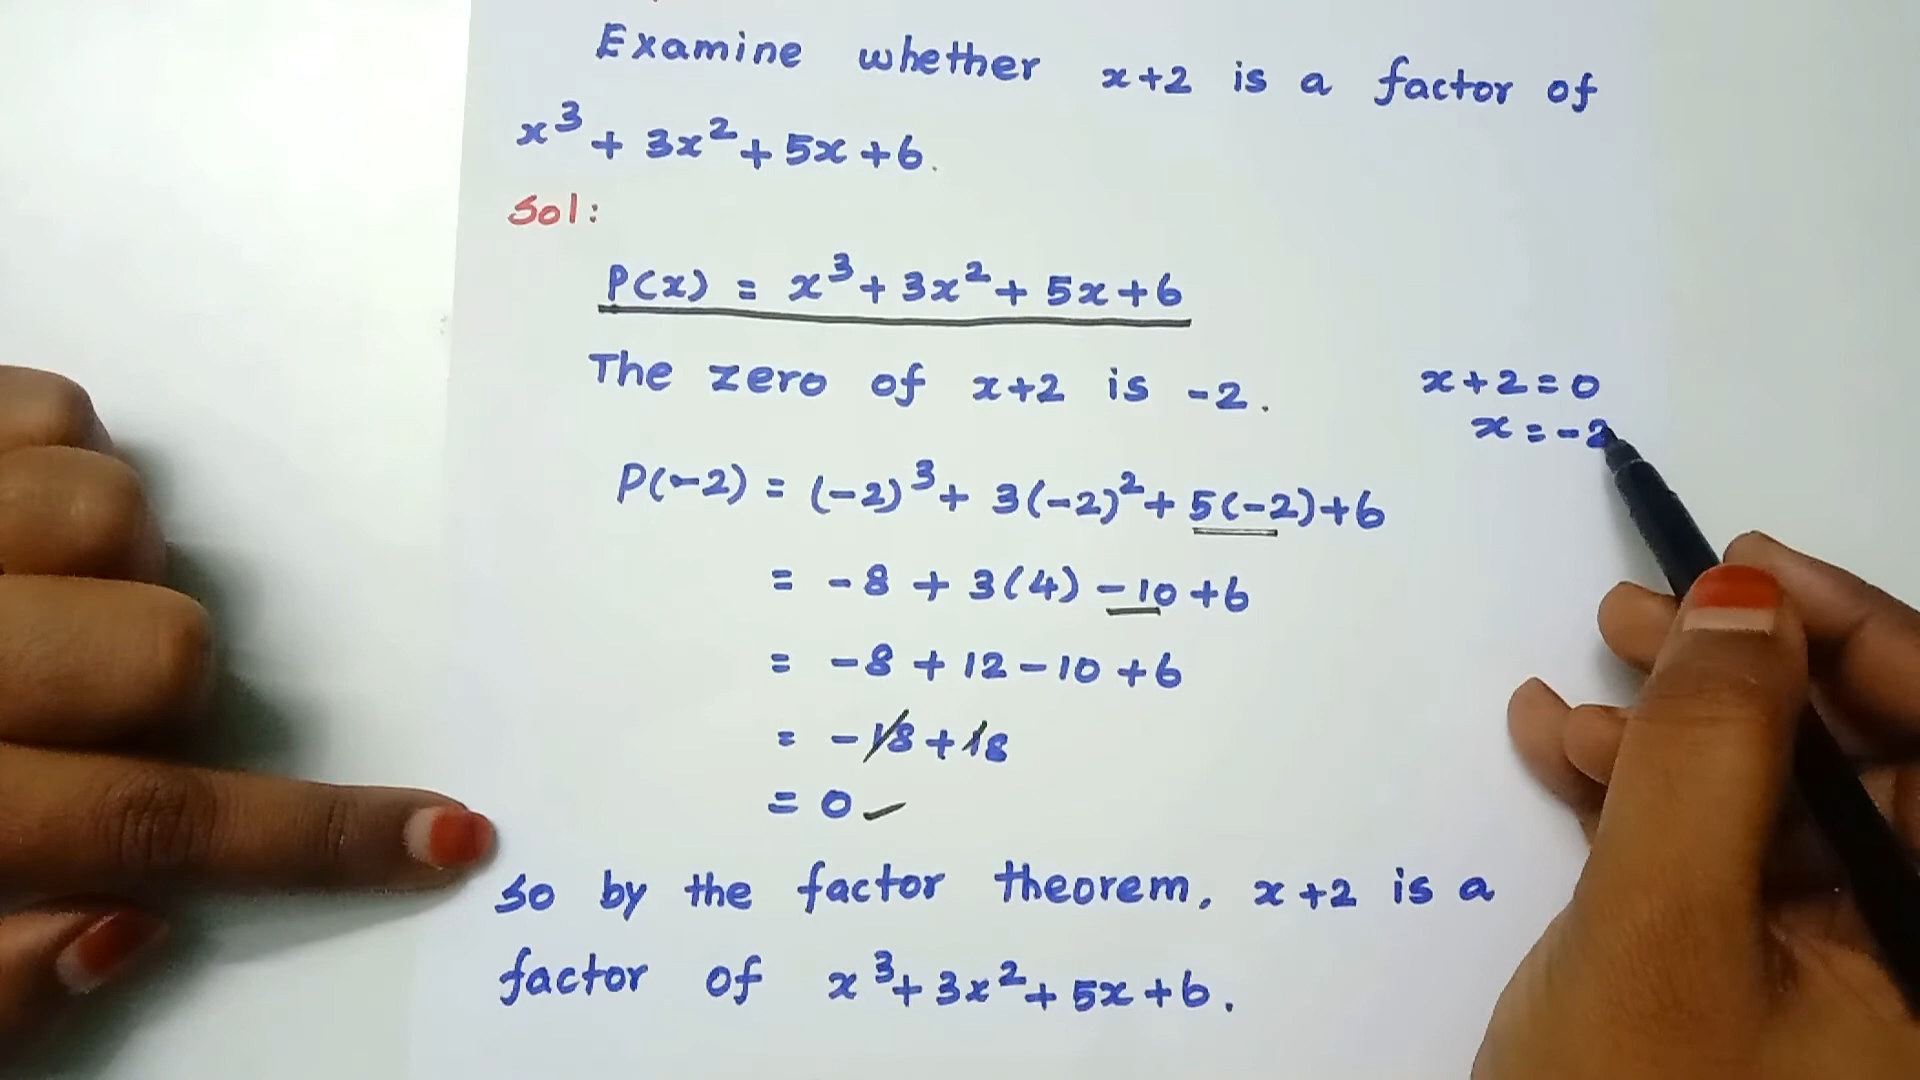 Examine whether x+2 is a factor of
x³ + 3x² + 5x + 6.
Sol:
P(x) = x³ + 3x² + 5x + 6
The zero of x+2 is -2.
x+2=0
x = -2
P(-2) = (-2)³ + 3(-2)² + 5(-2) + 6
= -8 + 3(4) - 10 + 6
= -8 + 12 - 10 + 6
= -18 + 18
= 0
So by the factor theorem, x+2 is a
factor of x³ + 3x² + 5x + 6.